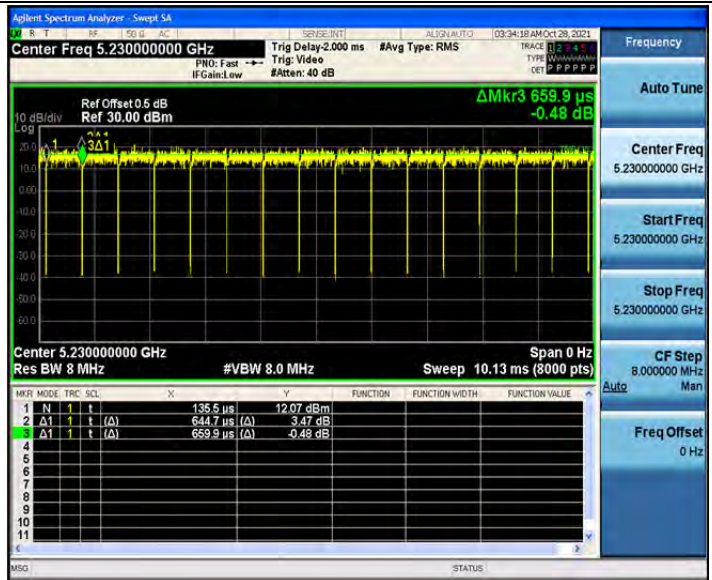 Agilent Spectrum Analyzer - Swept SA
R T RF 50 Ω AC SENSE:INT ALIGN AUTO 03:34:18 AM Oct 28, 2021
Center Freq 5.230000000 GHz
Trig Delay-2.000 ms #Avg Type: RMS
TRACE 1 2 3 4 5 6
PNO: Fast Trig: Video
TYPE
IFGain:Low #Atten: 40 dB
DET P P P P P P
Frequency
Auto Tune
Center Freq
5.230000000 GHz
Start Freq
5.230000000 GHz
Stop Freq
5.230000000 GHz
CF Step
8.000000 MHz
Auto Man
Freq Offset
0 Hz
ΔMkr3 659.9 µs
-0.48 dB
Ref Offset 0.5 dB
10 dB/div Ref 30.00 dBm
Log
20.0
10.0
0.00
-10.0
-20.0
-30.0
-40.0
-50.0
-60.0
1
3Δ1
Center 5.230000000 GHz Span 0 Hz
Res BW 8 MHz #VBW 8.0 MHz Sweep 10.13 ms (8000 pts)
MKR MODE TRC SCL X Y FUNCTION FUNCTION WIDTH FUNCTION VALUE
1 N 1 t 135.5 µs 12.07 dBm
2 Δ1 1 t (Δ) 644.7 µs (Δ) 3.47 dB
3 Δ1 1 t (Δ) 659.9 µs (Δ) -0.48 dB
4
5
6
7
8
9
10
11
MSG STATUS